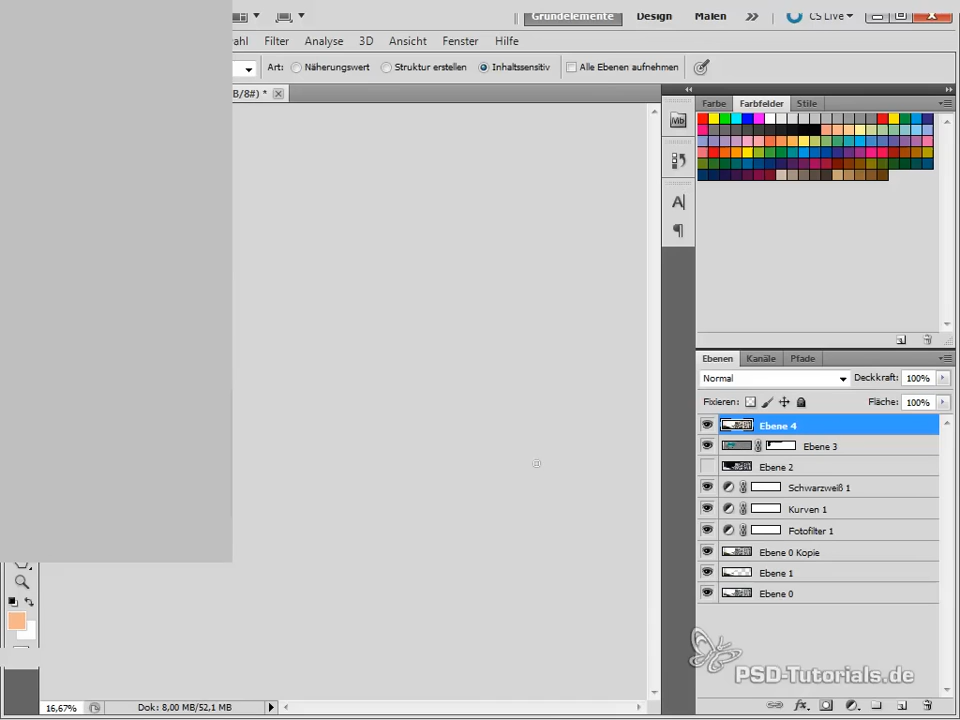 Grundelemente Design Malen CS Live
Filter Analyse 3D Ansicht Fenster Hilfe
Art: Näherungswert Struktur erstellen Inhaltssensitiv Alle Ebenen aufnehmen
B/8#) *
Farbe Farbfelder Stile
Mb
A
Ebenen Kanäle Pfade
Normal Deckkraft: 100%
Fixieren: Fläche: 100%
Ebene 4
Ebene 3
Ebene 2
Schwarzweiß 1
Kurven 1
Fotofilter 1
Ebene 0 Kopie
Ebene 1
Ebene 0
PSD-Tutorials.de
16,67% Dok: 8,00 MB/52,1 MB
fx